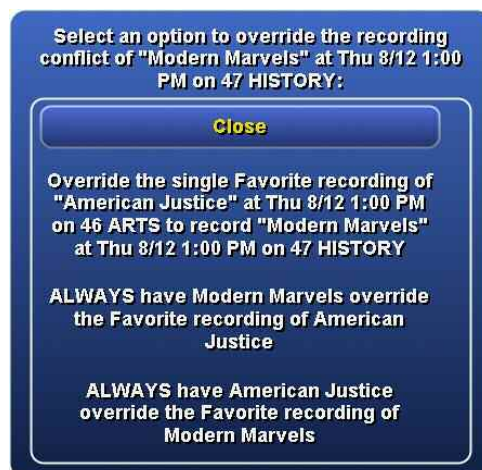 Select an option to override the recording
conflict of "Modern Marvels" at Thu 8/12 1:00
PM on 47 HISTORY:
Close
Override the single Favorite recording of
"American Justice" at Thu 8/12 1:00 PM
on 46 ARTS to record "Modern Marvels"
at Thu 8/12 1:00 PM on 47 HISTORY
ALWAYS have Modern Marvels override
the Favorite recording of American
Justice
ALWAYS have American Justice
override the Favorite recording of
Modern Marvels